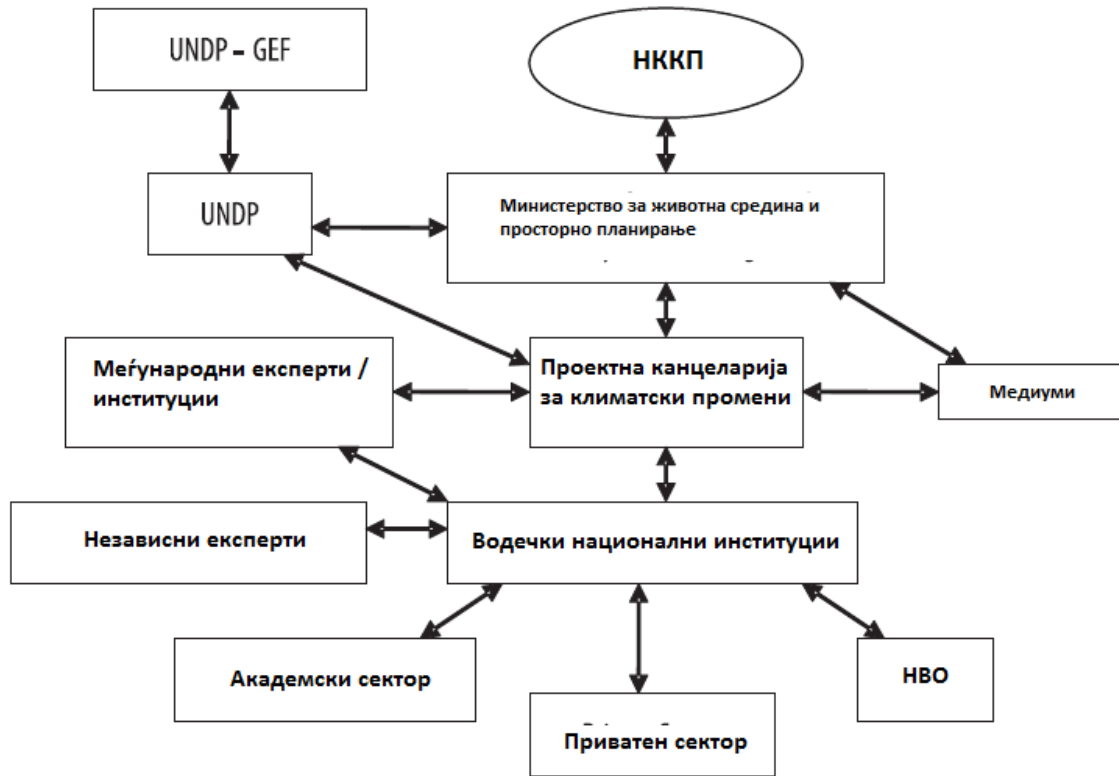 UNDP – GEF
НККП
UNDP
Министерство за животна средина и
просторно планирање
Меѓународни експерти /
институции
Проектна канцеларија
за климатски промени
Медиуми
Независни експерти
Водечки национални институции
Академски сектор
НВО
Приватен сектор